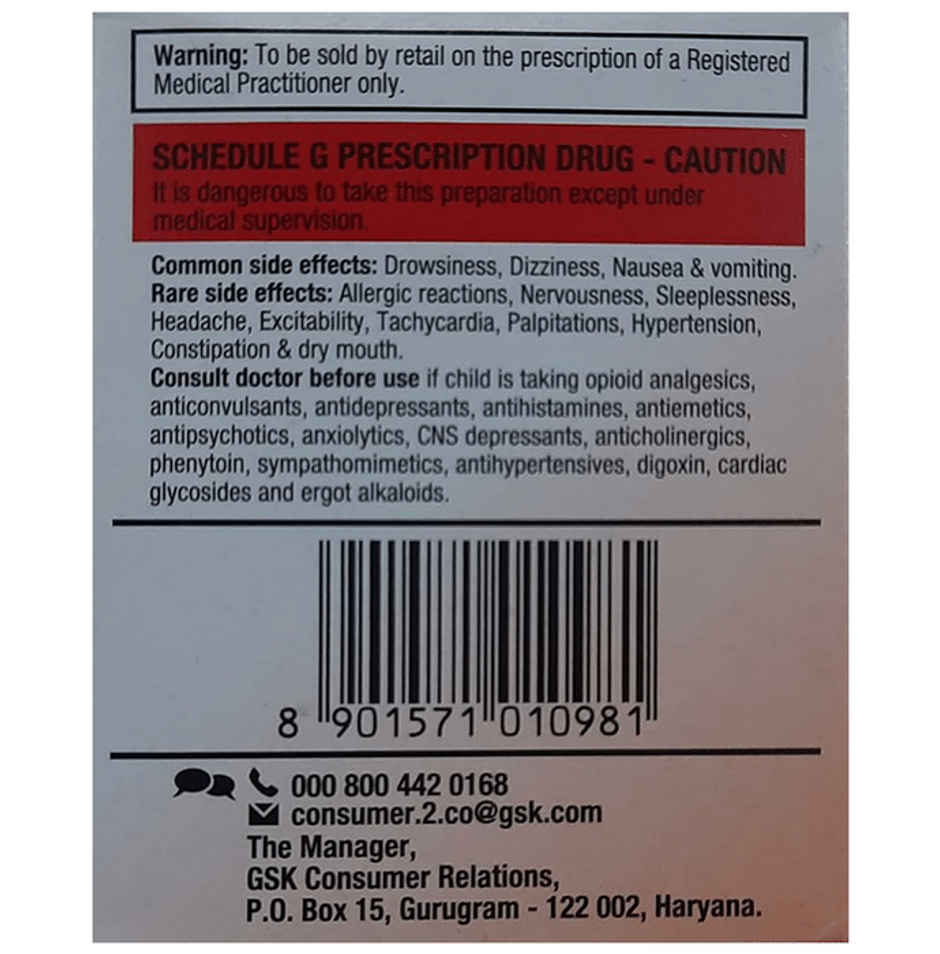 Warning: To be sold by retail on the prescription of a Registered
Medical Practitioner only.
SCHEDULE G PRESCRIPTION DRUG - CAUTION
It is dangerous to take this preparation except under
medical supervision.
Common side effects: Drowsiness, Dizziness, Nausea & vomiting.
Rare side effects: Allergic reactions, Nervousness, Sleeplessness,
Headache, Excitability, Tachycardia, Palpitations, Hypertension,
Constipation & dry mouth.
Consult doctor before use if child is taking opioid analgesics,
anticonvulsants, antidepressants, antihistamines, antiemetics,
antipsychotics, anxiolytics, CNS depressants, anticholinergics,
phenytoin, sympathomimetics, antihypertensives, digoxin, cardiac
glycosides and ergot alkaloids.
8 901571 010981
000 800 442 0168
consumer.2.co@gsk.com
The Manager,
GSK Consumer Relations,
P.O. Box 15, Gurugram - 122 002, Haryana.